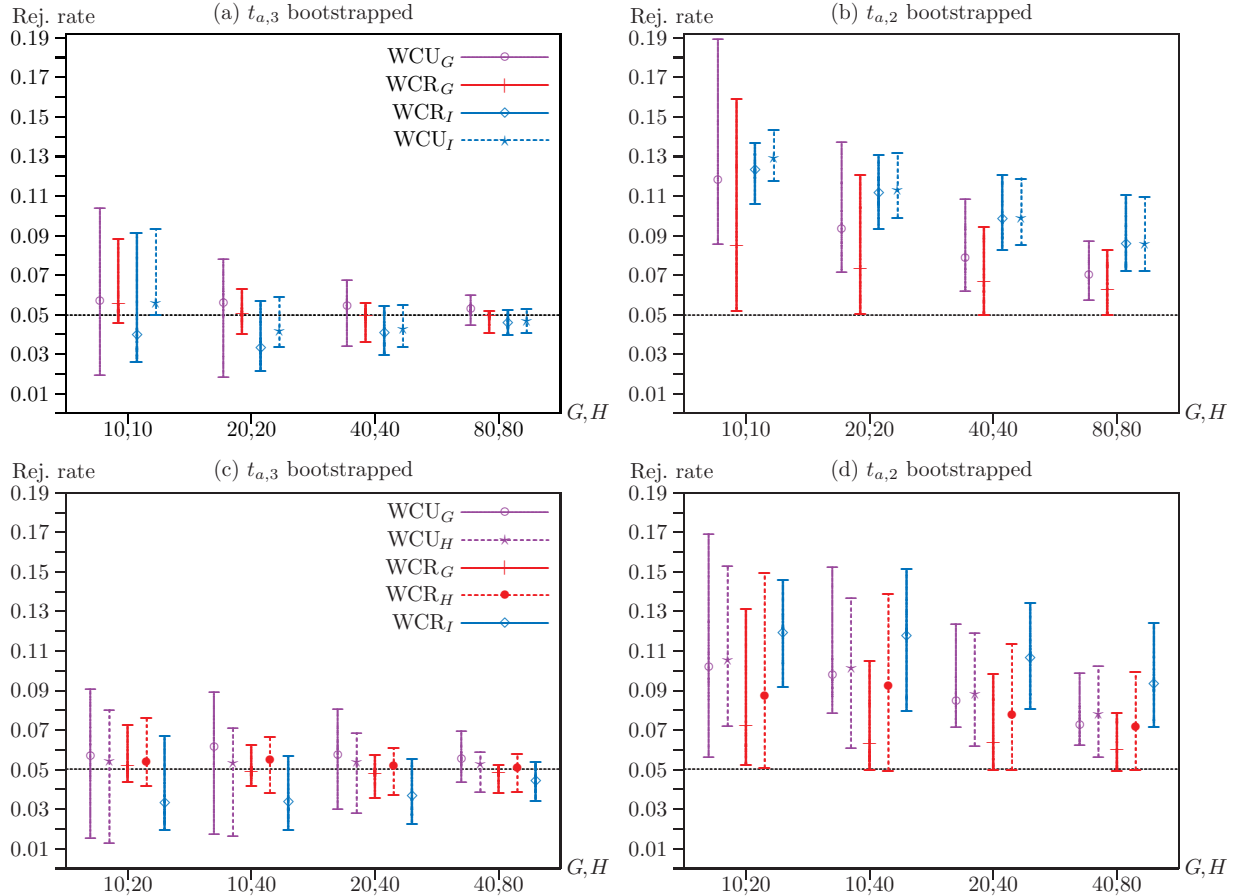 Rej. rate (a) t_{a,3} bootstrapped
0.19
0.17
0.15
0.13
0.11
0.09
0.07
0.05
0.03
0.01
WCU_G
WCR_G
WCR_I
WCU_I
10,10 20,20 40,40 80,80 G,H
Rej. rate (b) t_{a,2} bootstrapped
0.19
0.17
0.15
0.13
0.11
0.09
0.07
0.05
0.03
0.01
10,10 20,20 40,40 80,80 G,H
Rej. rate (c) t_{a,3} bootstrapped
0.19
0.17
0.15
0.13
0.11
0.09
0.07
0.05
0.03
0.01
WCU_G
WCU_H
WCR_G
WCR_H
WCR_I
10,20 10,40 20,40 40,80 G,H
Rej. rate (d) t_{a,2} bootstrapped
0.19
0.17
0.15
0.13
0.11
0.09
0.07
0.05
0.03
0.01
10,20 10,40 20,40 40,80 G,H